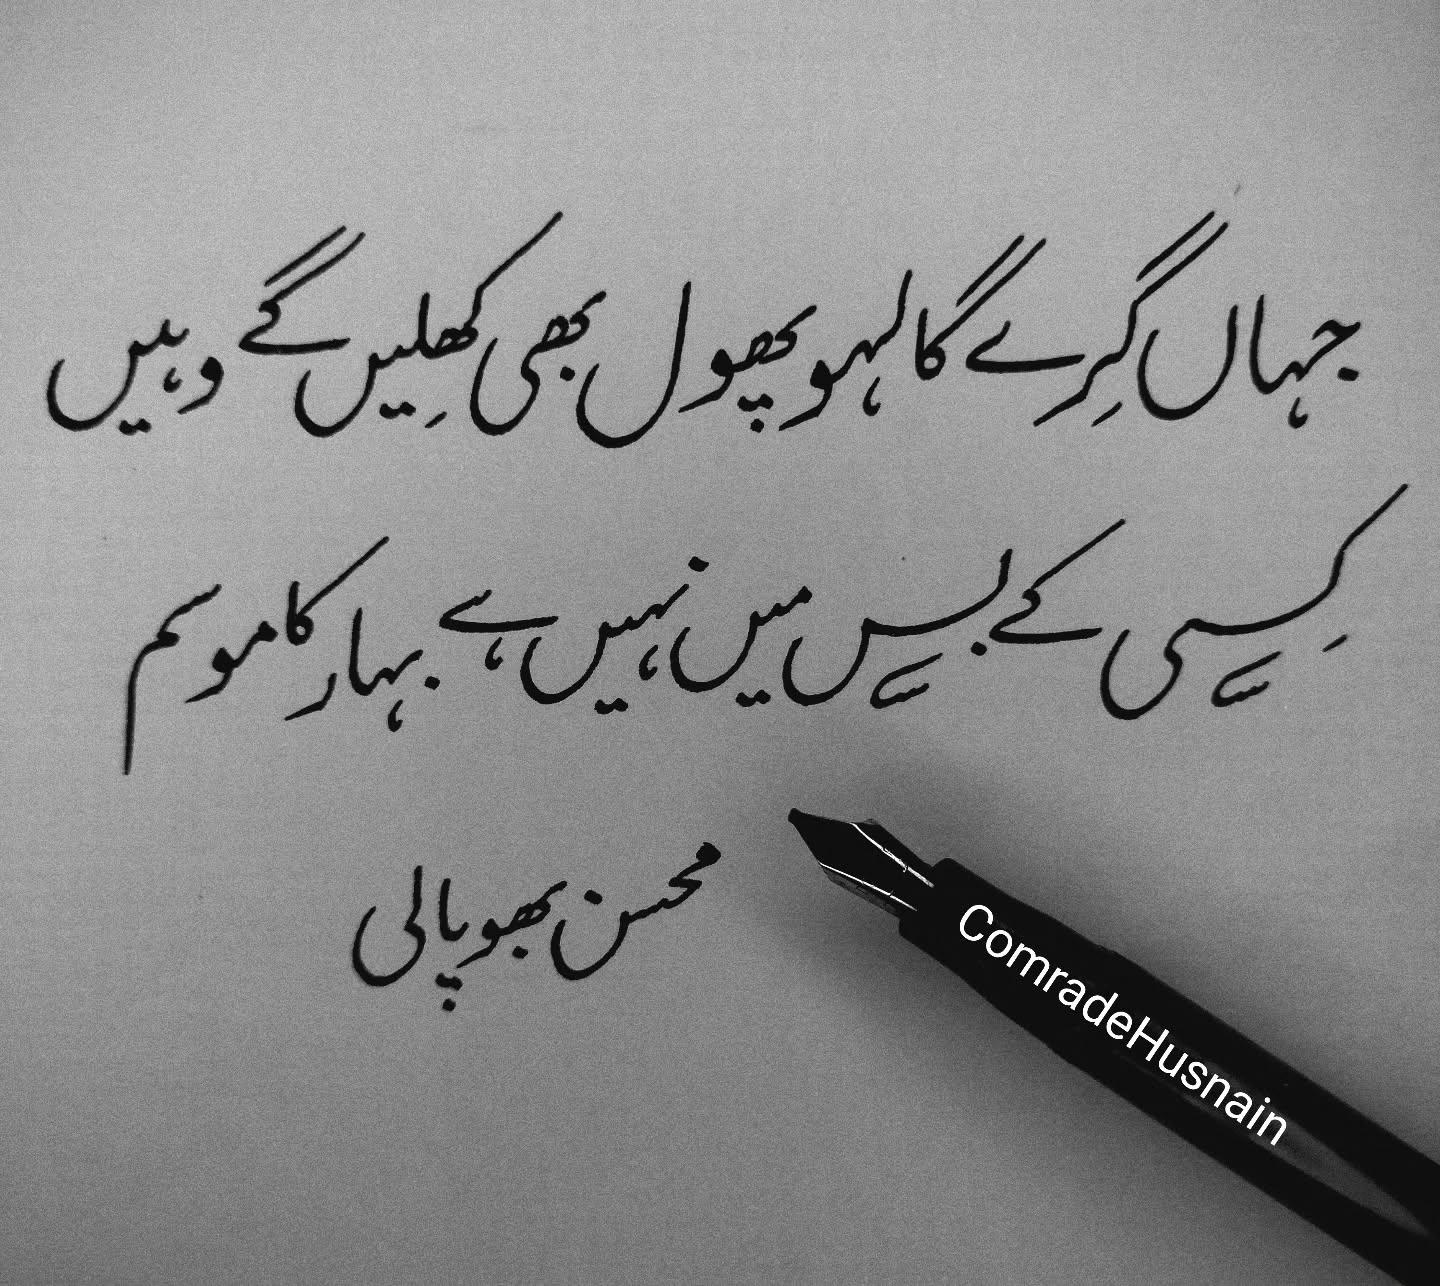 جہاں گِرے گا لہو پھول بھی کھِلیں گے وہیں
کِسی کے بس میں نہیں ہے بہار کا موسم
محسن بھوپالی
ComradeHusnain